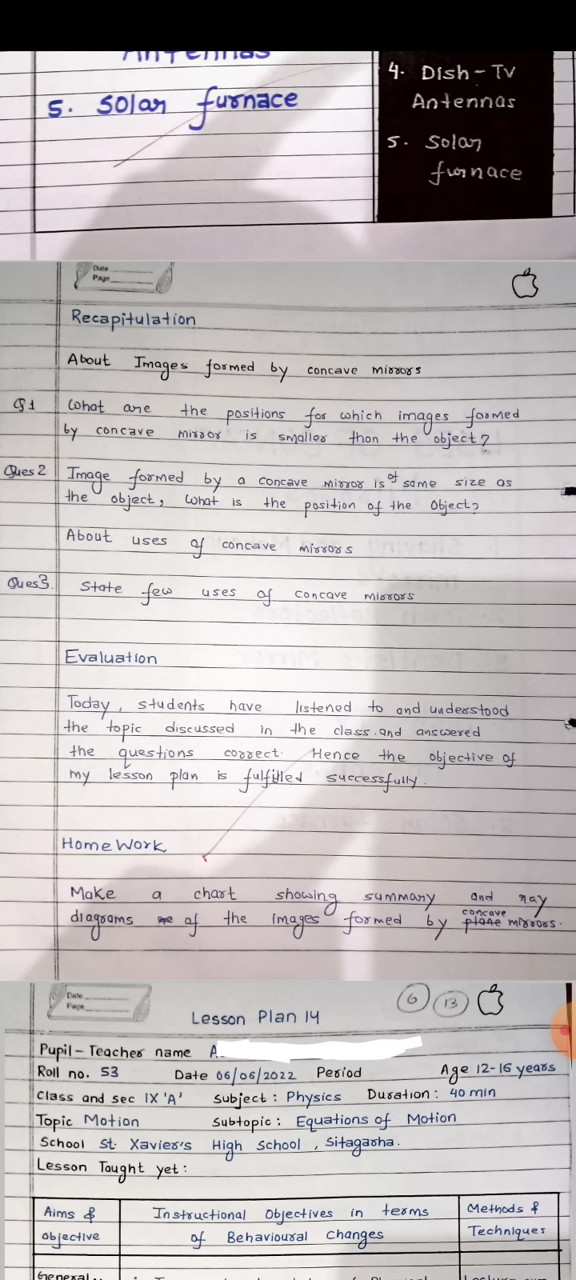 Antennas
5. Solar furnace
4. Dish-Tv
Antennas
5. Solar
furnace
Date
Page
Recapitulation
About Images formed by concave mirrors
Q1 What are the positions for which images formed
by concave mirror is smaller than the object?
Ques 2 Image formed by a concave mirror is of same size as
the object, What is the position of the Object?
About uses of concave mirrors
Ques 3. State few uses of concave mirrors
Evaluation
Today, students have listened to and understood
the topic discussed in the class and answered
the questions correct. Hence the objective of
my lesson plan is fulfilled successfully.
Home Work
Make a chart showing summary and ray
diagrams of the images formed by concave mirrors.
Date
Page
6 13
Lesson Plan 14
Pupil-Teacher name A
Roll no. 53 Date 06/06/2022 Period Age 12-16 years
Class and sec IX 'A' Subject: Physics Duration: 40 min
Topic Motion Subtopic: Equations of Motion
School St. Xavier's High School, Sitagarha.
Lesson Taught yet:
Aims & Instructional Objectives in terms Methods &
objective of Behavioural Changes Techniques
General